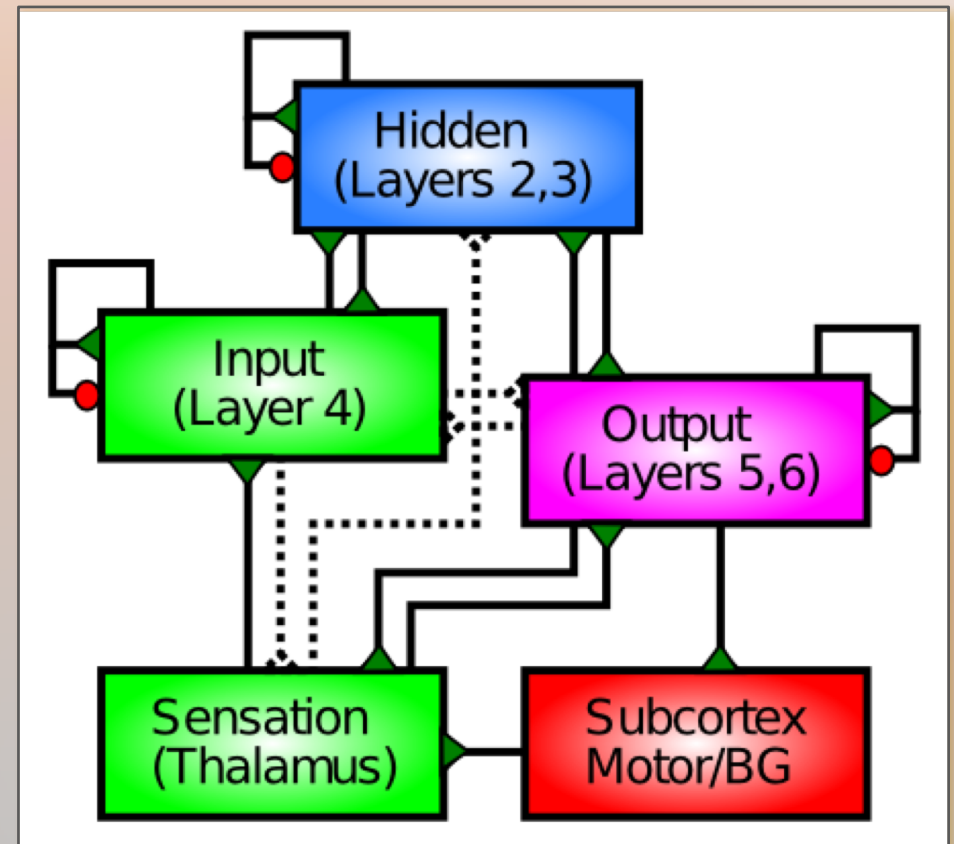 Hidden
(Layers 2,3)
Input
(Layer 4)
Output
(Layers 5,6)
Sensation
(Thalamus)
Subcortex
Motor/BG